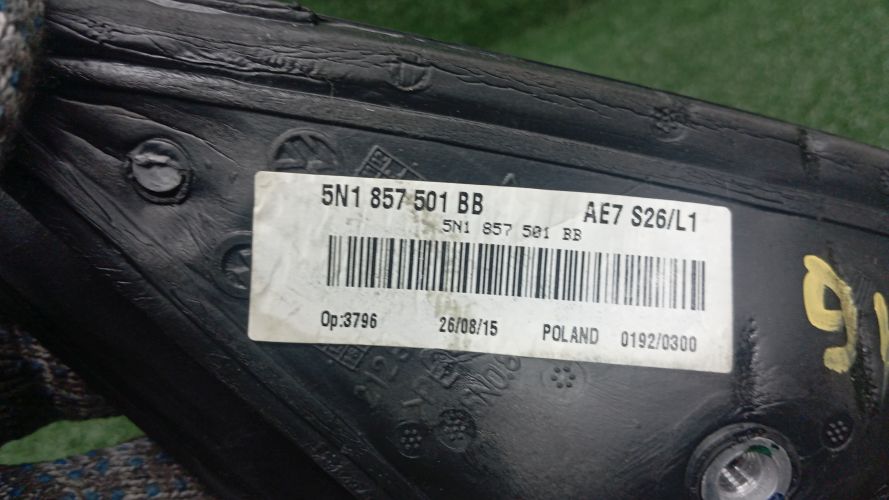 5N1 857 501 BB AE7 S26/L1
5N1 857 501 BB
Op:3796 26/08/15 POLAND 0192/0300